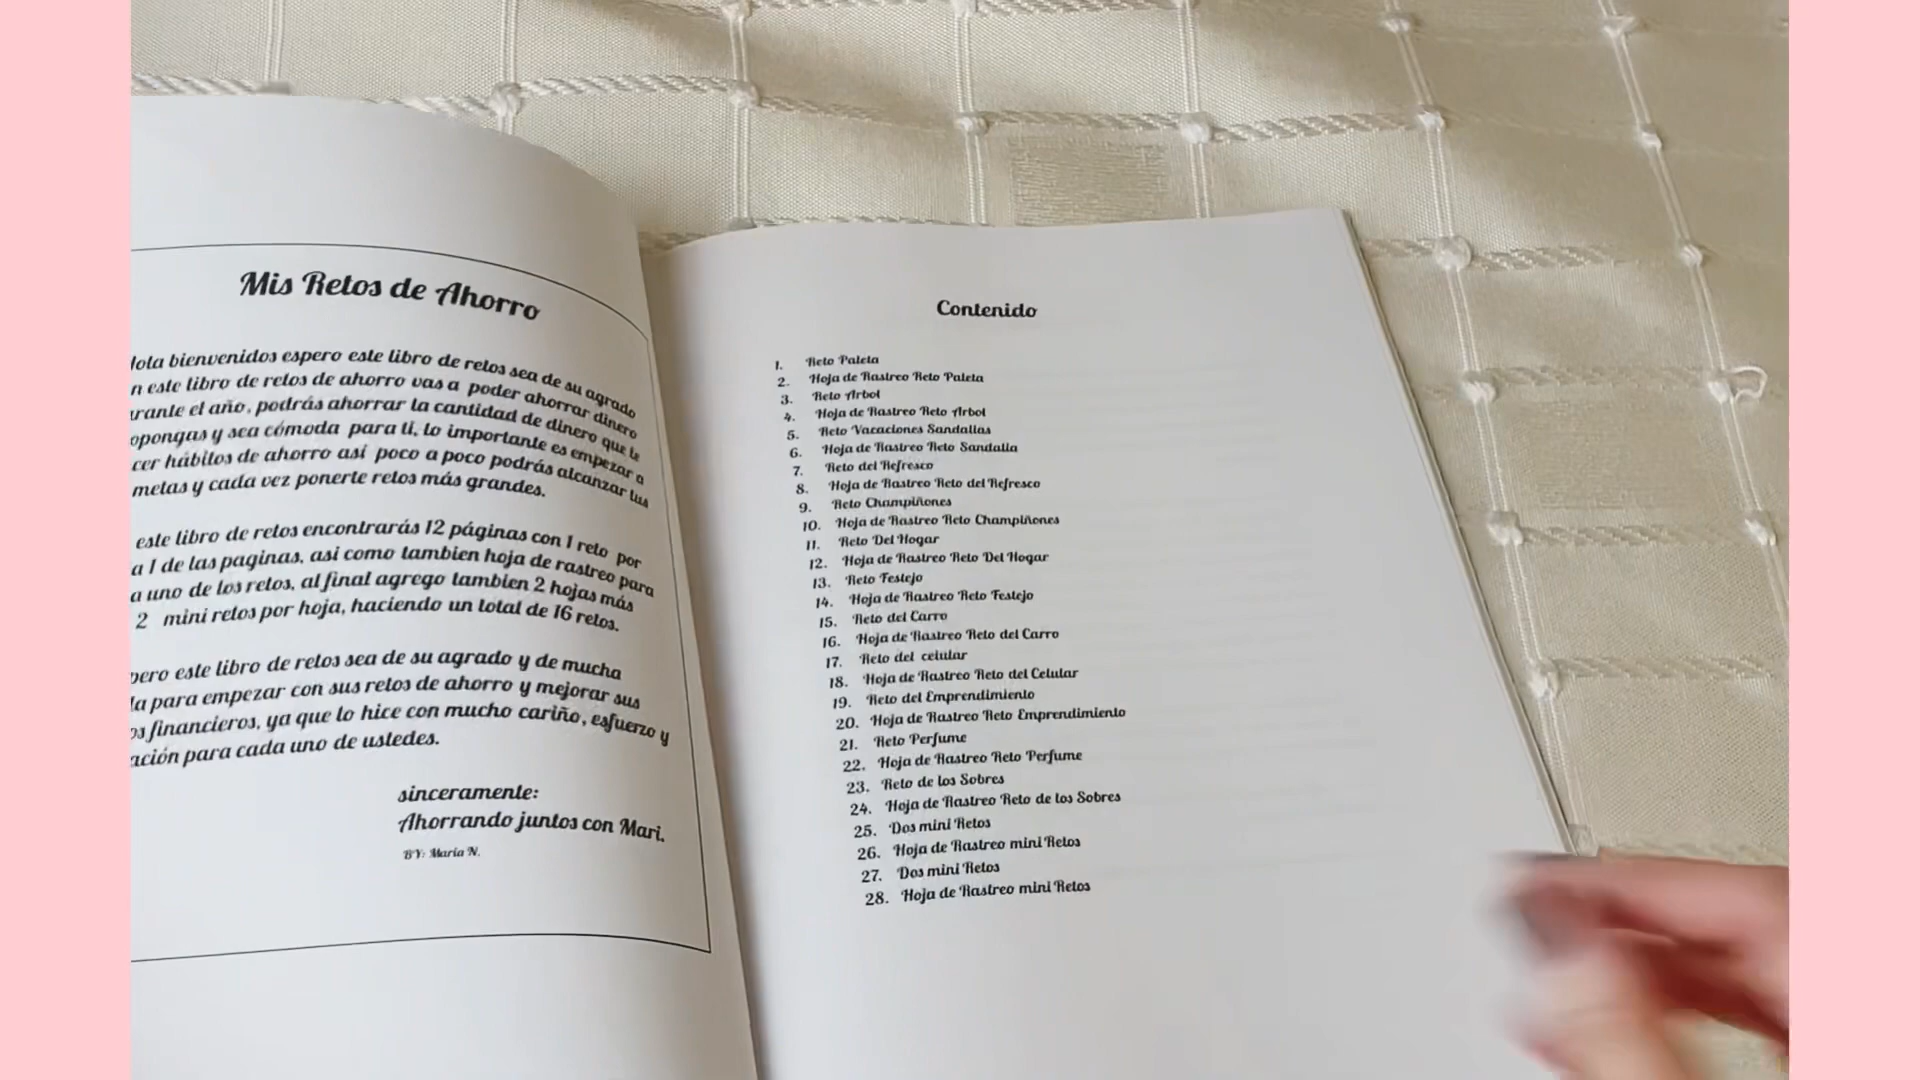 Mis Retos de Ahorro
bienvenidos espero este libro de retos sea de su agrado
n este libro de retos de ahorro vas a poder ahorrar dinero
rante el año, podrás ahorrar la cantidad de dinero que te
opongas y sea cómoda para ti, lo importante es empezar a
cer hábitos de ahorro así poco a poco podrás alcanzar tus
metas y cada vez ponerte retos más grandes.
este libro de retos encontrarás 12 páginas con 1 reto por
a 1 de las paginas, asi como tambien hoja de rastreo para
a uno de los retos, al final agrego tambien 2 hojas más
2 mini retos por hoja, haciendo un total de 16 retos.
pero este libro de retos sea de su agrado y de mucha
da para empezar con sus retos de ahorro y mejorar sus
os financieros, ya que lo hice con mucho cariño, esfuerzo y
ación para cada uno de ustedes.
sinceramente:
Ahorrando juntos con Mari.
BY: Maria N.
Contenido
1. Reto Paleta
2. Hoja de Rastreo Reto Paleta
3. Reto Arbol
4. Hoja de Rastreo Reto Arbol
5. Reto Vacaciones Sandalias
6. Hoja de Rastreo Reto Sandalia
7. Reto del Refresco
8. Hoja de Rastreo Reto del Refresco
9. Reto Champiñones
10. Hoja de Rastreo Reto Champiñones
11. Reto Del Hogar
12. Hoja de Rastreo Reto Del Hogar
13. Reto Festejo
14. Hoja de Rastreo Reto Festejo
15. Reto del Carro
16. Hoja de Rastreo Reto del Carro
17. Reto del celular
18. Hoja de Rastreo Reto del Celular
19. Reto del Emprendimiento
20. Hoja de Rastreo Reto Emprendimiento
21. Reto Perfume
22. Hoja de Rastreo Reto Perfume
23. Reto de los Sobres
24. Hoja de Rastreo Reto de los Sobres
25. Dos mini Retos
26. Hoja de Rastreo mini Retos
27. Dos mini Retos
28. Hoja de Rastreo mini Retos